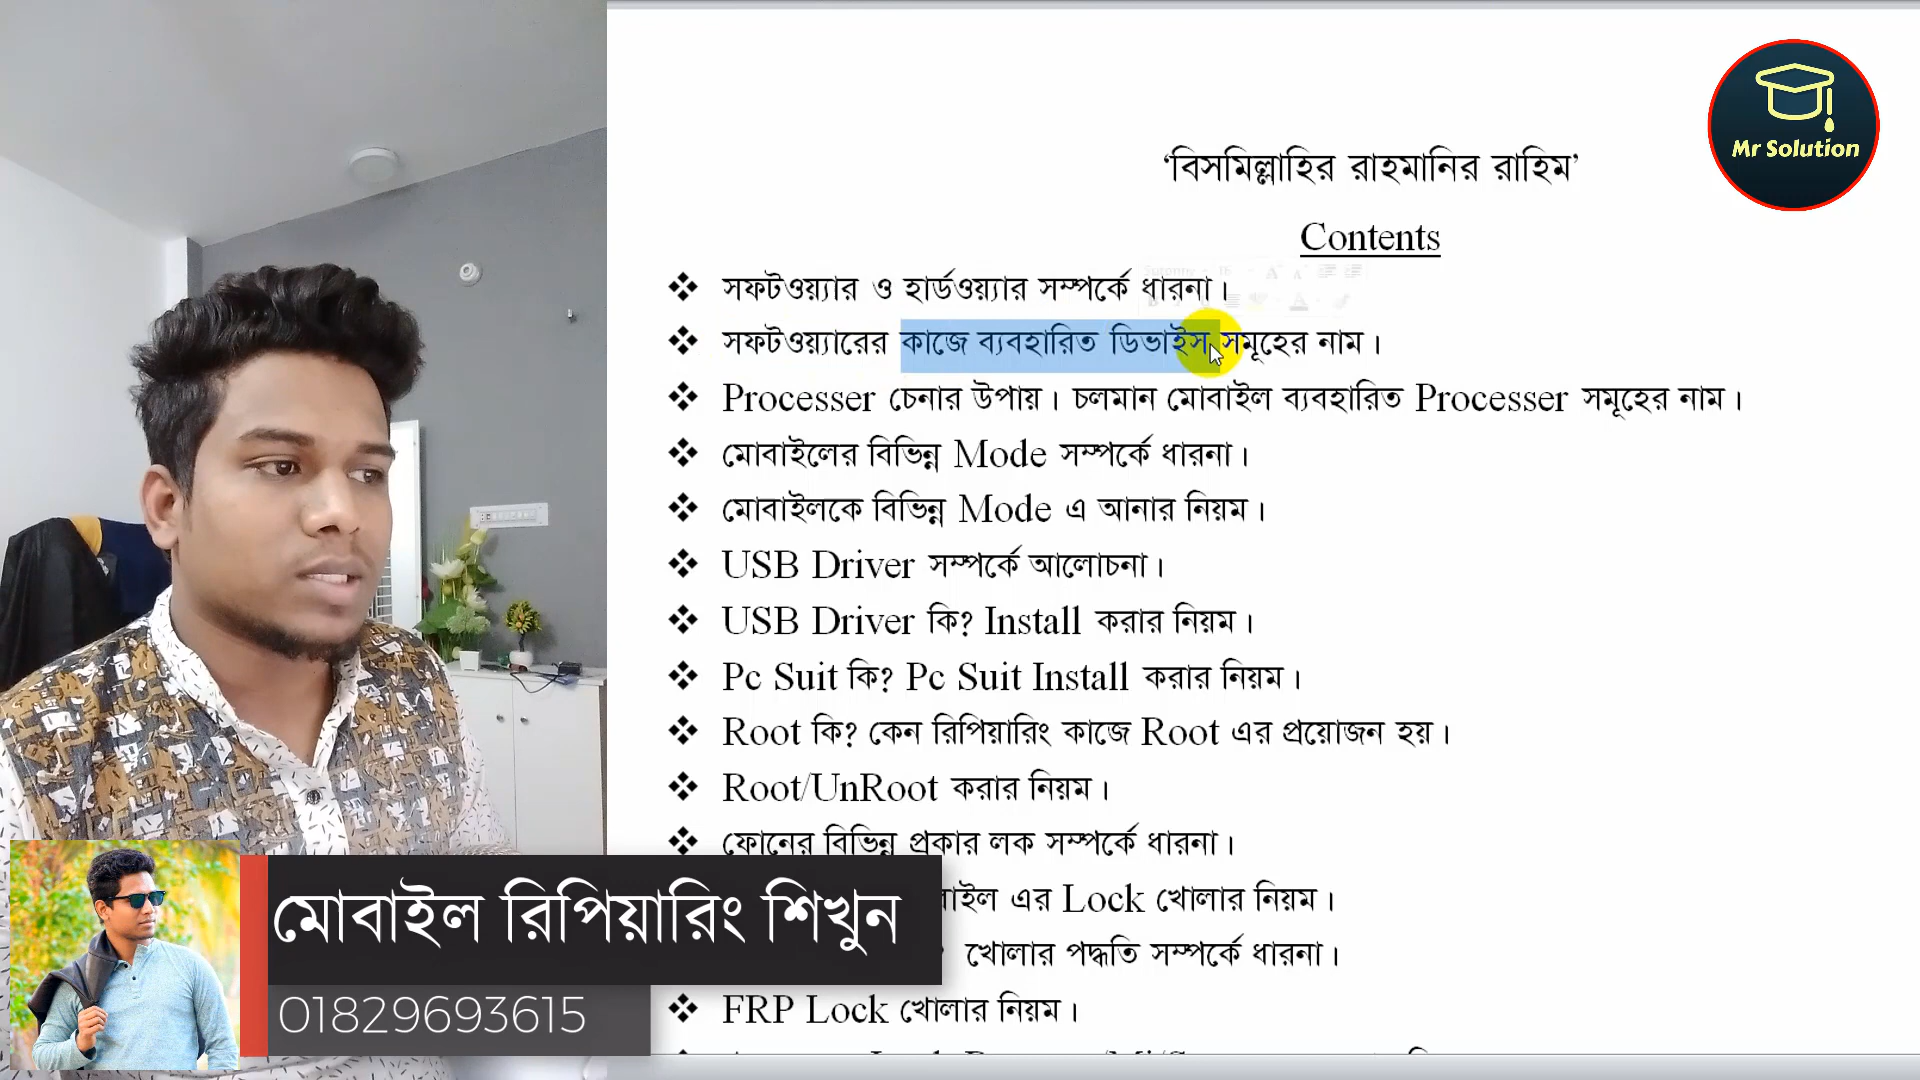 Mr Solution
‘বিসমিল্লাহির রাহমানির রাহিম’
Contents
❖ সফটওয়্যার ও হার্ডওয়্যার সম্পর্কে ধারনা।
❖ সফটওয়্যারের কাজে ব্যবহারিত ডিভাইস সমূহের নাম।
❖ Processer চেনার উপায়। চলমান মোবাইল ব্যবহারিত Processer সমূহের নাম।
❖ মোবাইলের বিভিন্ন Mode সম্পর্কে ধারনা।
❖ মোবাইলকে বিভিন্ন Mode এ আনার নিয়ম।
❖ USB Driver সম্পর্কে আলোচনা।
❖ USB Driver কি? Install করার নিয়ম।
❖ Pc Suit কি? Pc Suit Install করার নিয়ম।
❖ Root কি? কেন রিপিয়ারিং কাজে Root এর প্রয়োজন হয়।
❖ Root/UnRoot করার নিয়ম।
❖ ফোনের বিভিন্ন প্রকার লক সম্পর্কে ধারনা।
এর Lock খোলার নিয়ম।
খোলার পদ্ধতি সম্পর্কে ধারনা।
❖ FRP Lock খোলার নিয়ম।
মোবাইল রিপিয়ারিং শিখুন
01829693615